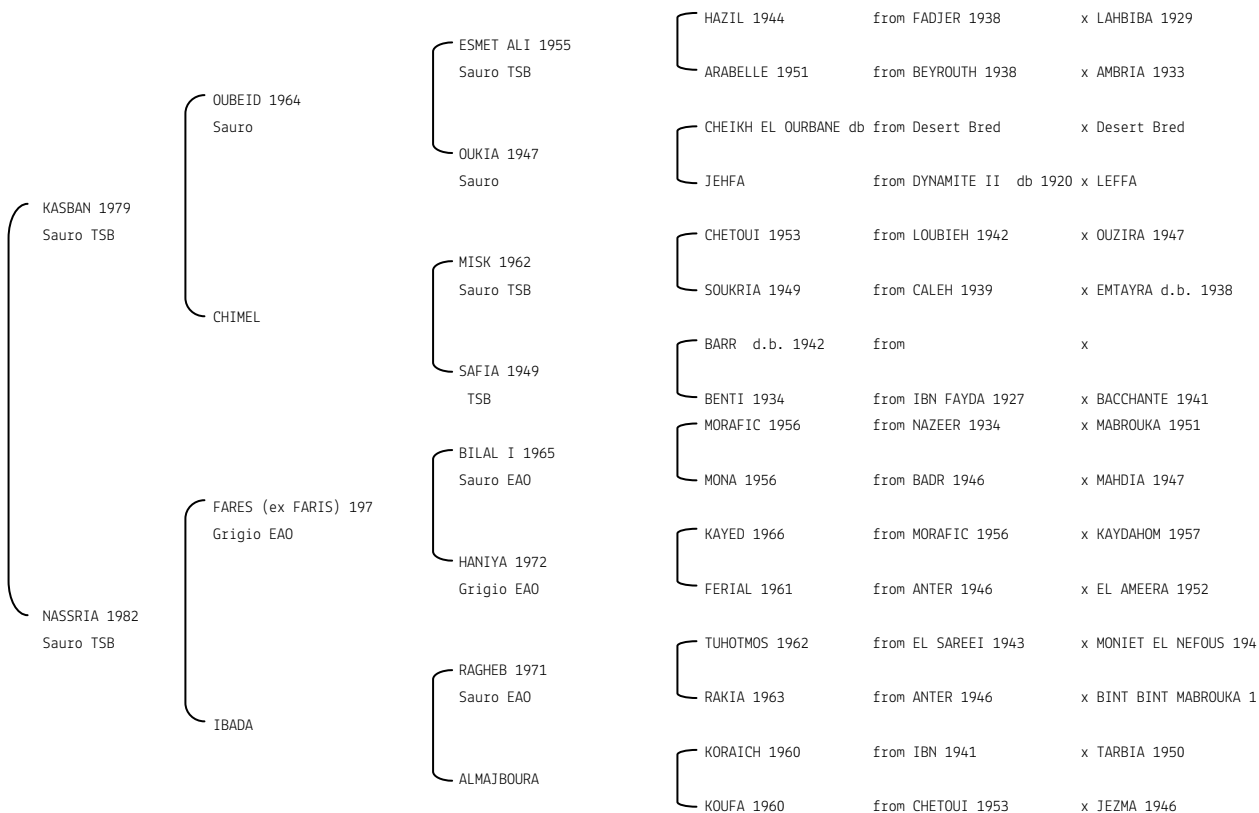 HAZIL 1944 from FADJER 1938 x LAHBIBA 1929
ESMET ALI 1955
Sauro TSB
ARABELLE 1951 from BEYROUTH 1938 x AMBRIA 1933
OUBEID 1964
Sauro
CHEIKH EL OURBANE db from Desert Bred x Desert Bred
OUKIA 1947
Sauro
JEHFA from DYNAMITE II db 1920 x LEFFA
KASBAN 1979
Sauro TSB
CHETOUI 1953 from LOUBIEH 1942 x OUZIRA 1947
MISK 1962
Sauro TSB
SOUKRIA 1949 from CALEH 1939 x EMTAYRA d.b. 1938
CHIMEL
BARR d.b. 1942 from x
SAFIA 1949
TSB
BENTI 1934 from IBN FAYDA 1927 x BACCHANTE 1941
MORAFIC 1956 from NAZEER 1934 x MABROUKA 1951
BILAL I 1965
Sauro EAO
MONA 1956 from BADR 1946 x MAHDIA 1947
FARES (ex FARIS) 197
Grigio EAO
KAYED 1966 from MORAFIC 1956 x KAYDAHOM 1957
HANIYA 1972
Grigio EAO
FERIAL 1961 from ANTER 1946 x EL AMEERA 1952
NASSRIA 1982
Sauro TSB
TUHOTMOS 1962 from EL SAREEI 1943 x MONIET EL NEFOUS 194
RAGHEB 1971
Sauro EAO
RAKIA 1963 from ANTER 1946 x BINT BINT MABROUKA 1
IBADA
KORAICH 1960 from IBN 1941 x TARBIA 1950
ALMAJBOURA
KOUFA 1960 from CHETOUI 1953 x JEZMA 1946